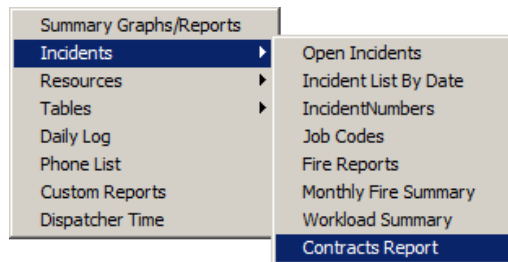 Summary Graphs/Reports
Incidents
Resources
Tables
Daily Log
Phone List
Custom Reports
Dispatcher Time
Open Incidents
Incident List By Date
IncidentNumbers
Job Codes
Fire Reports
Monthly Fire Summary
Workload Summary
Contracts Report